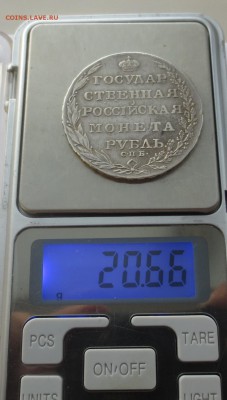 COINS.LAVE.RU
ГОСУДАР
СТВЕННАЯ
РОССІЙСКАЯ
МОНЕТА
РУБЛЬ.
С.П.Б.
20.66
g
PCS
TARE
ON/OFF
UNITS
LIGHT